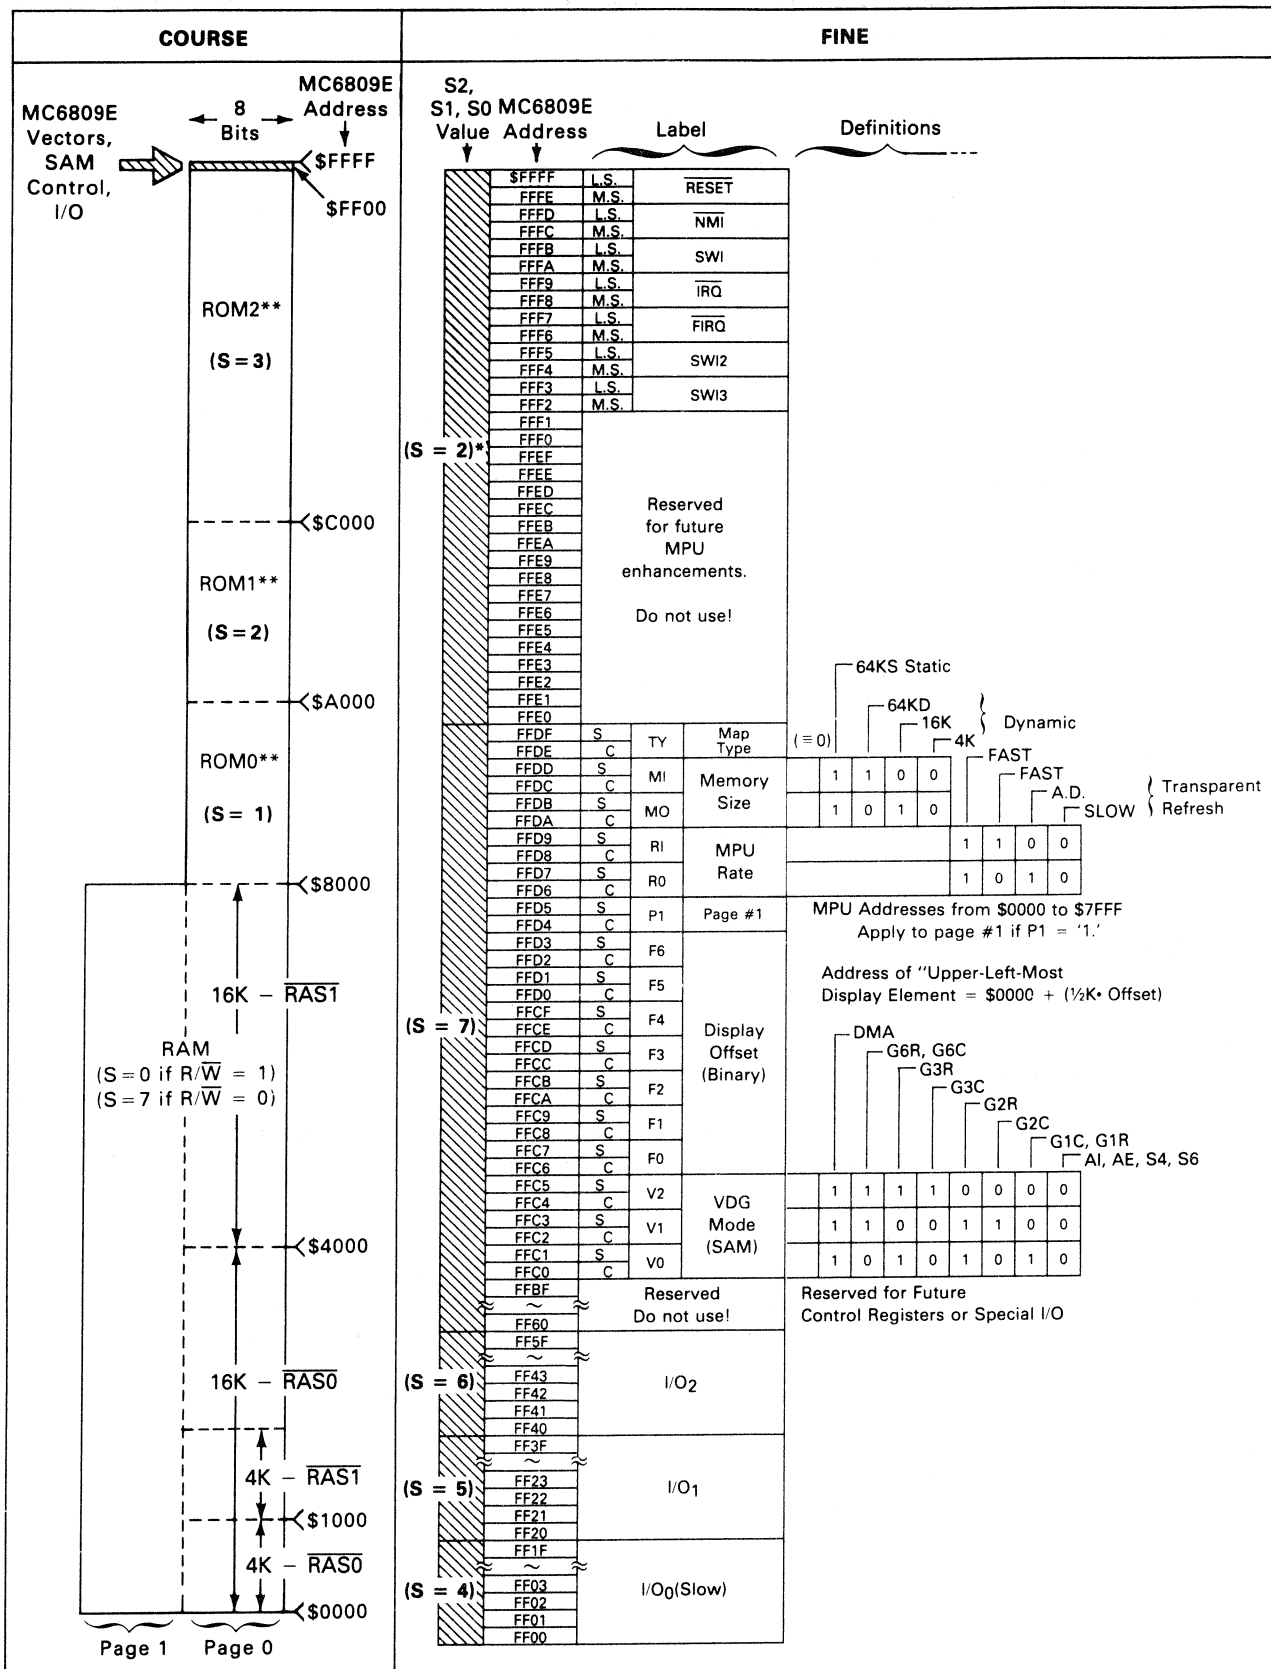 COURSE
FINE
MC6809E
Vectors,
SAM
Control,
I/O
8
Bits
MC6809E
Address
$FFFF
$FF00
ROM2**
(S = 3)
$C000
ROM1**
(S = 2)
$A000
ROM0**
(S = 1)
$8000
16K – RAS1
RAM
(S = 0 if R/W = 1)
(S = 7 if R/W = 0)
$4000
16K – RAS0
4K – RAS1
$1000
4K – RAS0
$0000
Page 1 Page 0
S2,
S1, S0
Value
MC6809E
Address
Label
Definitions
(S = 2)*
(S = 7)
(S = 6)
(S = 5)
(S = 4)
$FFFF L.S. RESET
FFFE M.S.
FFFD L.S. NMI
FFFC M.S.
FFFB L.S. SWI
FFFA M.S.
FFF9 L.S. IRQ
FFF8 M.S.
FFF7 L.S. FIRQ
FFF6 M.S.
FFF5 L.S. SWI2
FFF4 M.S.
FFF3 L.S. SWI3
FFF2 M.S.
FFF1
FFF0
FFEF
FFEE
FFED
FFEC
FFEB
FFEA
FFE9
FFE8
FFE7
FFE6
FFE5
FFE4
FFE3
FFE2
FFE1
FFE0
Reserved
for future
MPU
enhancements.
Do not use!
64KS Static
64KD
16K
4K
Dynamic
FFDF S TY Map
FFDE C Type
(≡0)
FFDD S MI Memory 1 1 0 0
FFDC C Size
FFDB S MO 1 0 1 0
FFDA C
FAST
FAST
A.D.
SLOW
Transparent
Refresh
FFD9 S RI MPU 1 1 0 0
FFD8 C Rate
FFD7 S R0 1 0 1 0
FFD6 C
FFD5 S P1 Page #1
FFD4 C
MPU Addresses from $0000 to $7FFF
Apply to page #1 if P1 = '1.'
FFD3 S F6
FFD2 C
FFD1 S F5
FFD0 C
FFCF S F4
FFCE C
FFCD S F3
FFCC C
FFCB S F2
FFCA C
FFC9 S F1
FFC8 C
FFC7 S F0
FFC6 C
Display
Offset
(Binary)
Address of "Upper-Left-Most
Display Element = $0000 + (½K• Offset)
DMA
G6R, G6C
G3R
G3C
G2R
G2C
G1C, G1R
AI, AE, S4, S6
FFC5 S V2 1 1 1 1 0 0 0 0
FFC4 C
FFC3 S V1 1 1 0 0 1 1 0 0
FFC2 C
FFC1 S V0 1 0 1 0 1 0 1 0
FFC0 C
VDG
Mode
(SAM)
FFBF
~
FF60
Reserved
Do not use!
Reserved for Future
Control Registers or Special I/O
FF5F
~
FF43
FF42
FF41
FF40
I/O2
FF3F
~
FF23
FF22
FF21
FF20
I/O1
FF1F
~
FF03
FF02
FF01
FF00
I/O0(Slow)